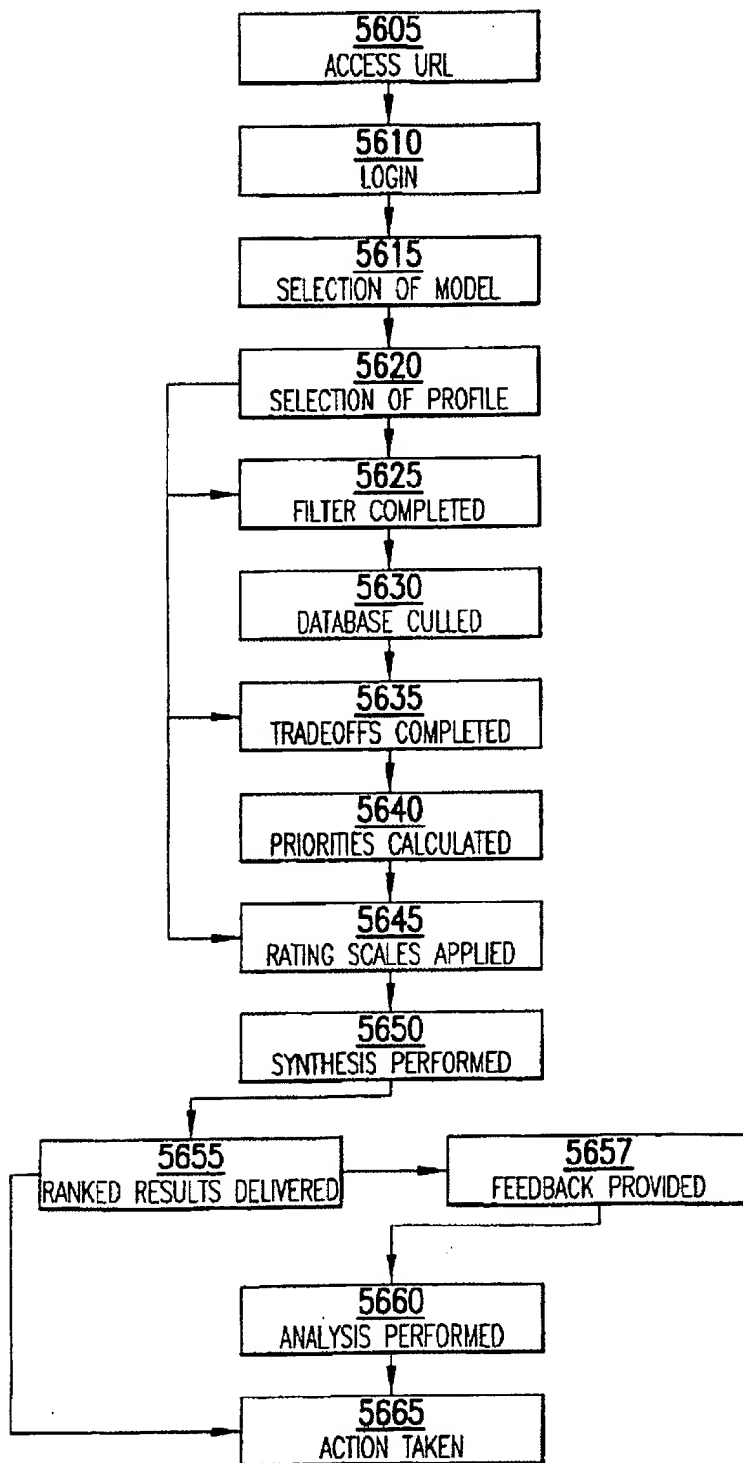 5605
ACCESS URL
5610
LOGIN
5615
SELECTION OF MODEL
5620
SELECTION OF PROFILE
5625
FILTER COMPLETED
5630
DATABASE CULLED
5635
TRADEOFFS COMPLETED
5640
PRIORITIES CALCULATED
5645
RATING SCALES APPLIED
5650
SYNTHESIS PERFORMED
5655
RANKED RESULTS DELIVERED
5657
FEEDBACK PROVIDED
5660
ANALYSIS PERFORMED
5665
ACTION TAKEN